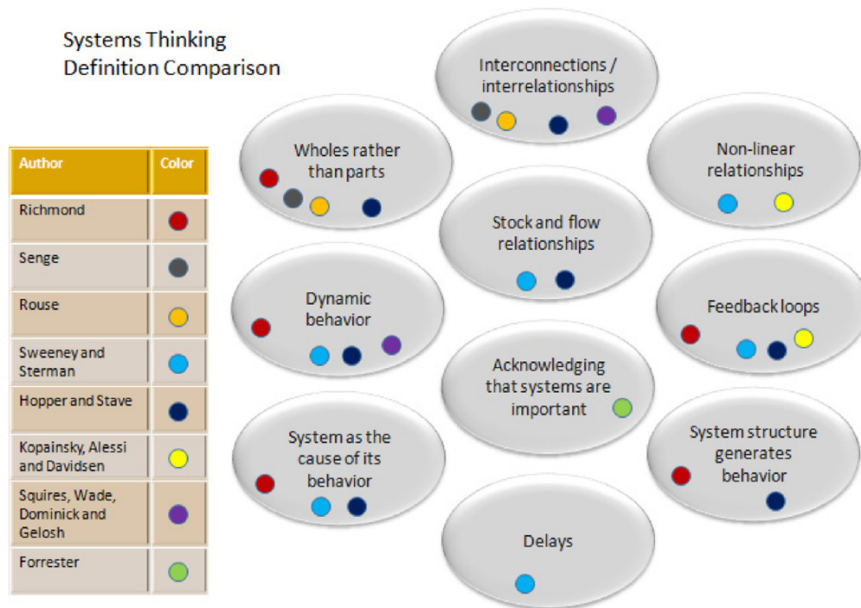 Systems Thinking
Definition Comparison
Author Color
Richmond
Senge
Rouse
Sweeney and
Sterman
Hopper and Stave
Kopainsky, Alessi
and Davidsen
Squires, Wade,
Dominick and
Gelosh
Forrester
Interconnections /
interrelationships
Wholes rather
than parts
Non-linear
relationships
Stock and flow
relationships
Dynamic
behavior
Feedback loops
Acknowledging
that systems are
important
System as the
cause of its
behavior
System structure
generates
behavior
Delays